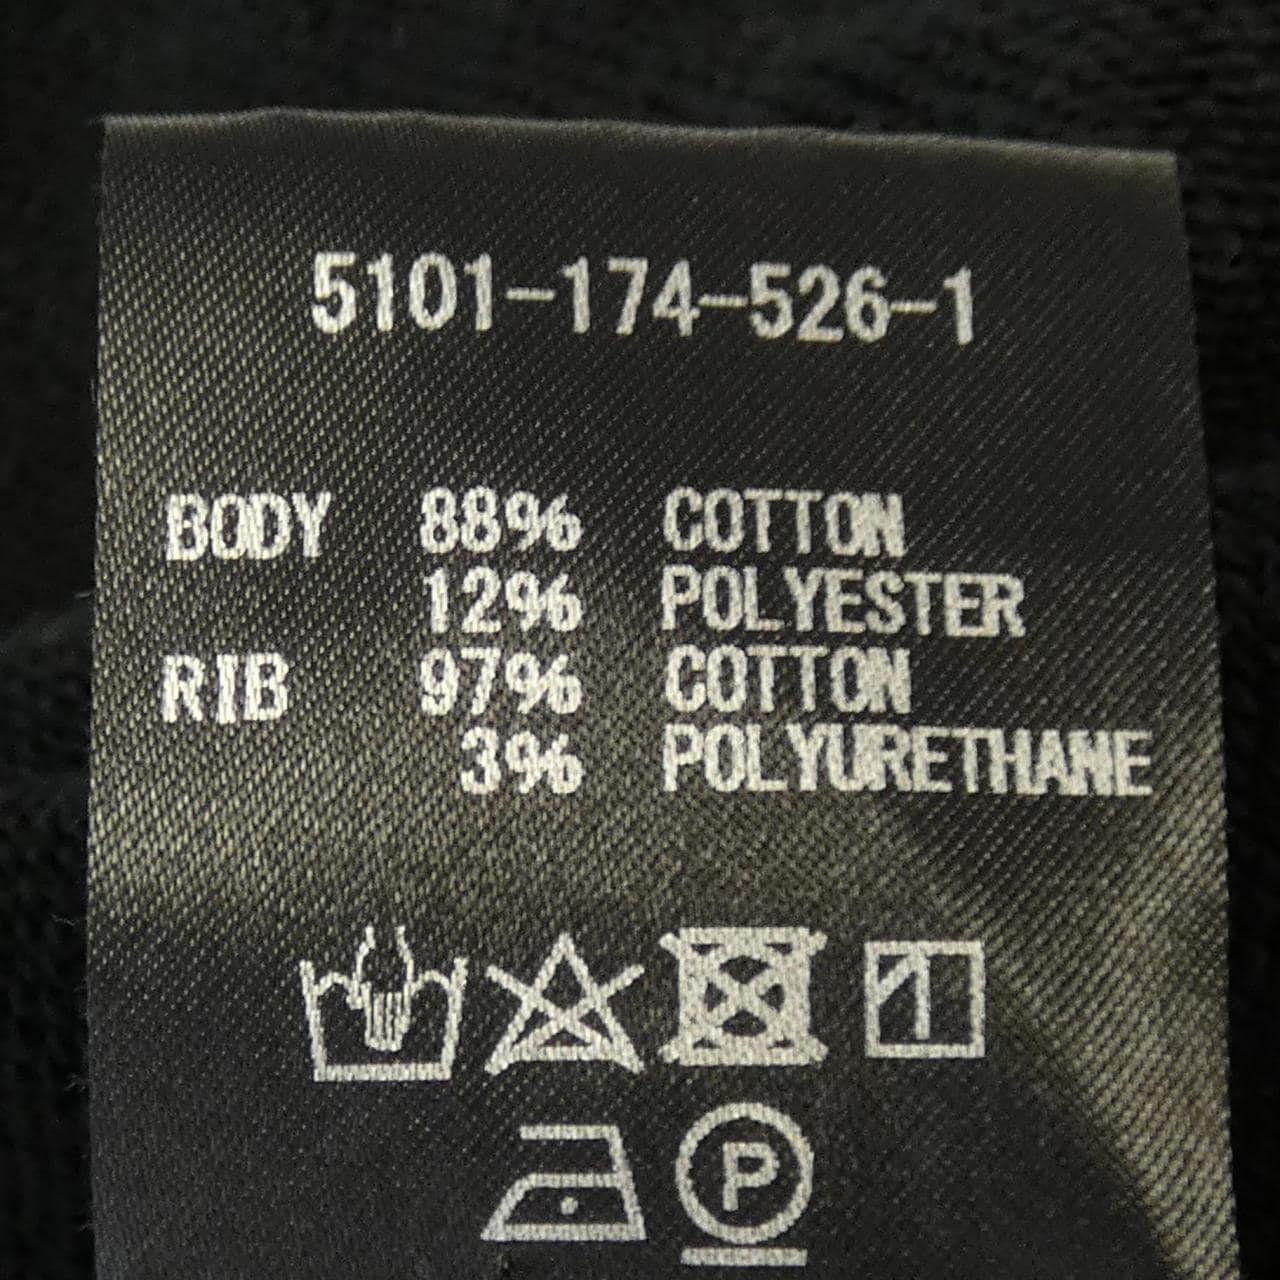 5101-174-526-1
BODY 88% COTTON
12% POLYESTER
RIB 97% COTTON
3% POLYURETHANE
P